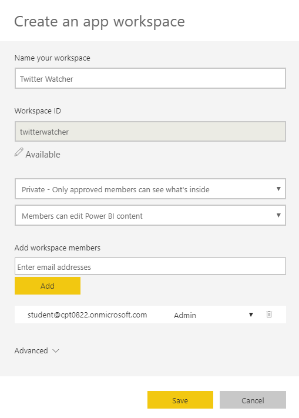 Create an app workspace
Name your workspace
Twitter Watcher
Workspace ID
twitterwatcher
Available
Private - Only approved members can see what's inside
Members can edit Power BI content
Add workspace members
Enter email addresses
Add
student@cpt0822.onmicrosoft.com Admin
Advanced
Save Cancel